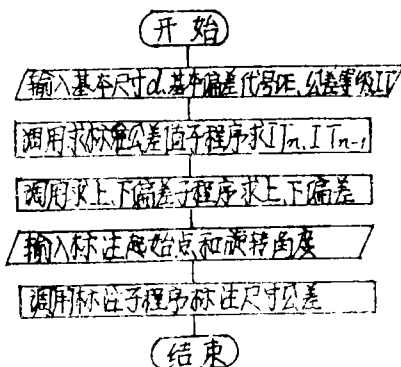 开始
输入基本尺寸d.基本偏差代号DE、公差等级IV
调用求标准公差值子程序求ITn,ITn-1
调用求上、下偏差子程序求上、下偏差
输入标注起始点和旋转角度
调用标注子程序标注尺寸公差
结束